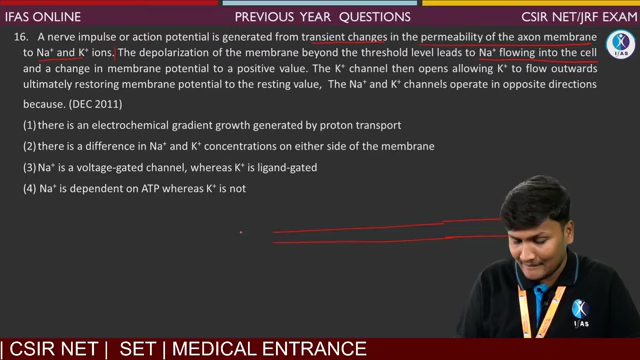 IFAS ONLINE PREVIOUS YEAR QUESTIONS CSIR NET/JRF EXAM
16. A nerve impulse or action potential is generated from transient changes in the permeability of the axon membrane
to Na⁺ and K⁺ ions. The depolarization of the membrane beyond the threshold level leads to Na⁺ flowing into the cell
and a change in membrane potential to a positive value. The K⁺ channel then opens allowing K⁺ to flow outwards
ultimately restoring membrane potential to the resting value, The Na⁺ and K⁺ channels operate in opposite directions
because. (DEC 2011)
(1) there is an electrochemical gradient growth generated by proton transport
(2) there is a difference in Na⁺ and K⁺ concentrations on either side of the membrane
(3) Na⁺ is a voltage-gated channel, whereas K⁺ is ligand-gated
(4) Na⁺ is dependent on ATP whereas K⁺ is not
IFAS
IFAS
CSIR NET| SET | MEDICAL ENTRANCE